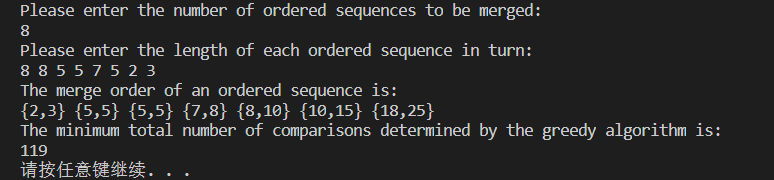 Please enter the number of ordered sequences to be merged:
8
Please enter the length of each ordered sequence in turn:
8 8 5 5 7 5 2 3
The merge order of an ordered sequence is:
{2,3} {5,5} {5,5} {7,8} {8,10} {10,15} {18,25}
The minimum total number of comparisons determined by the greedy algorithm is:
119
请按任意键继续. . .